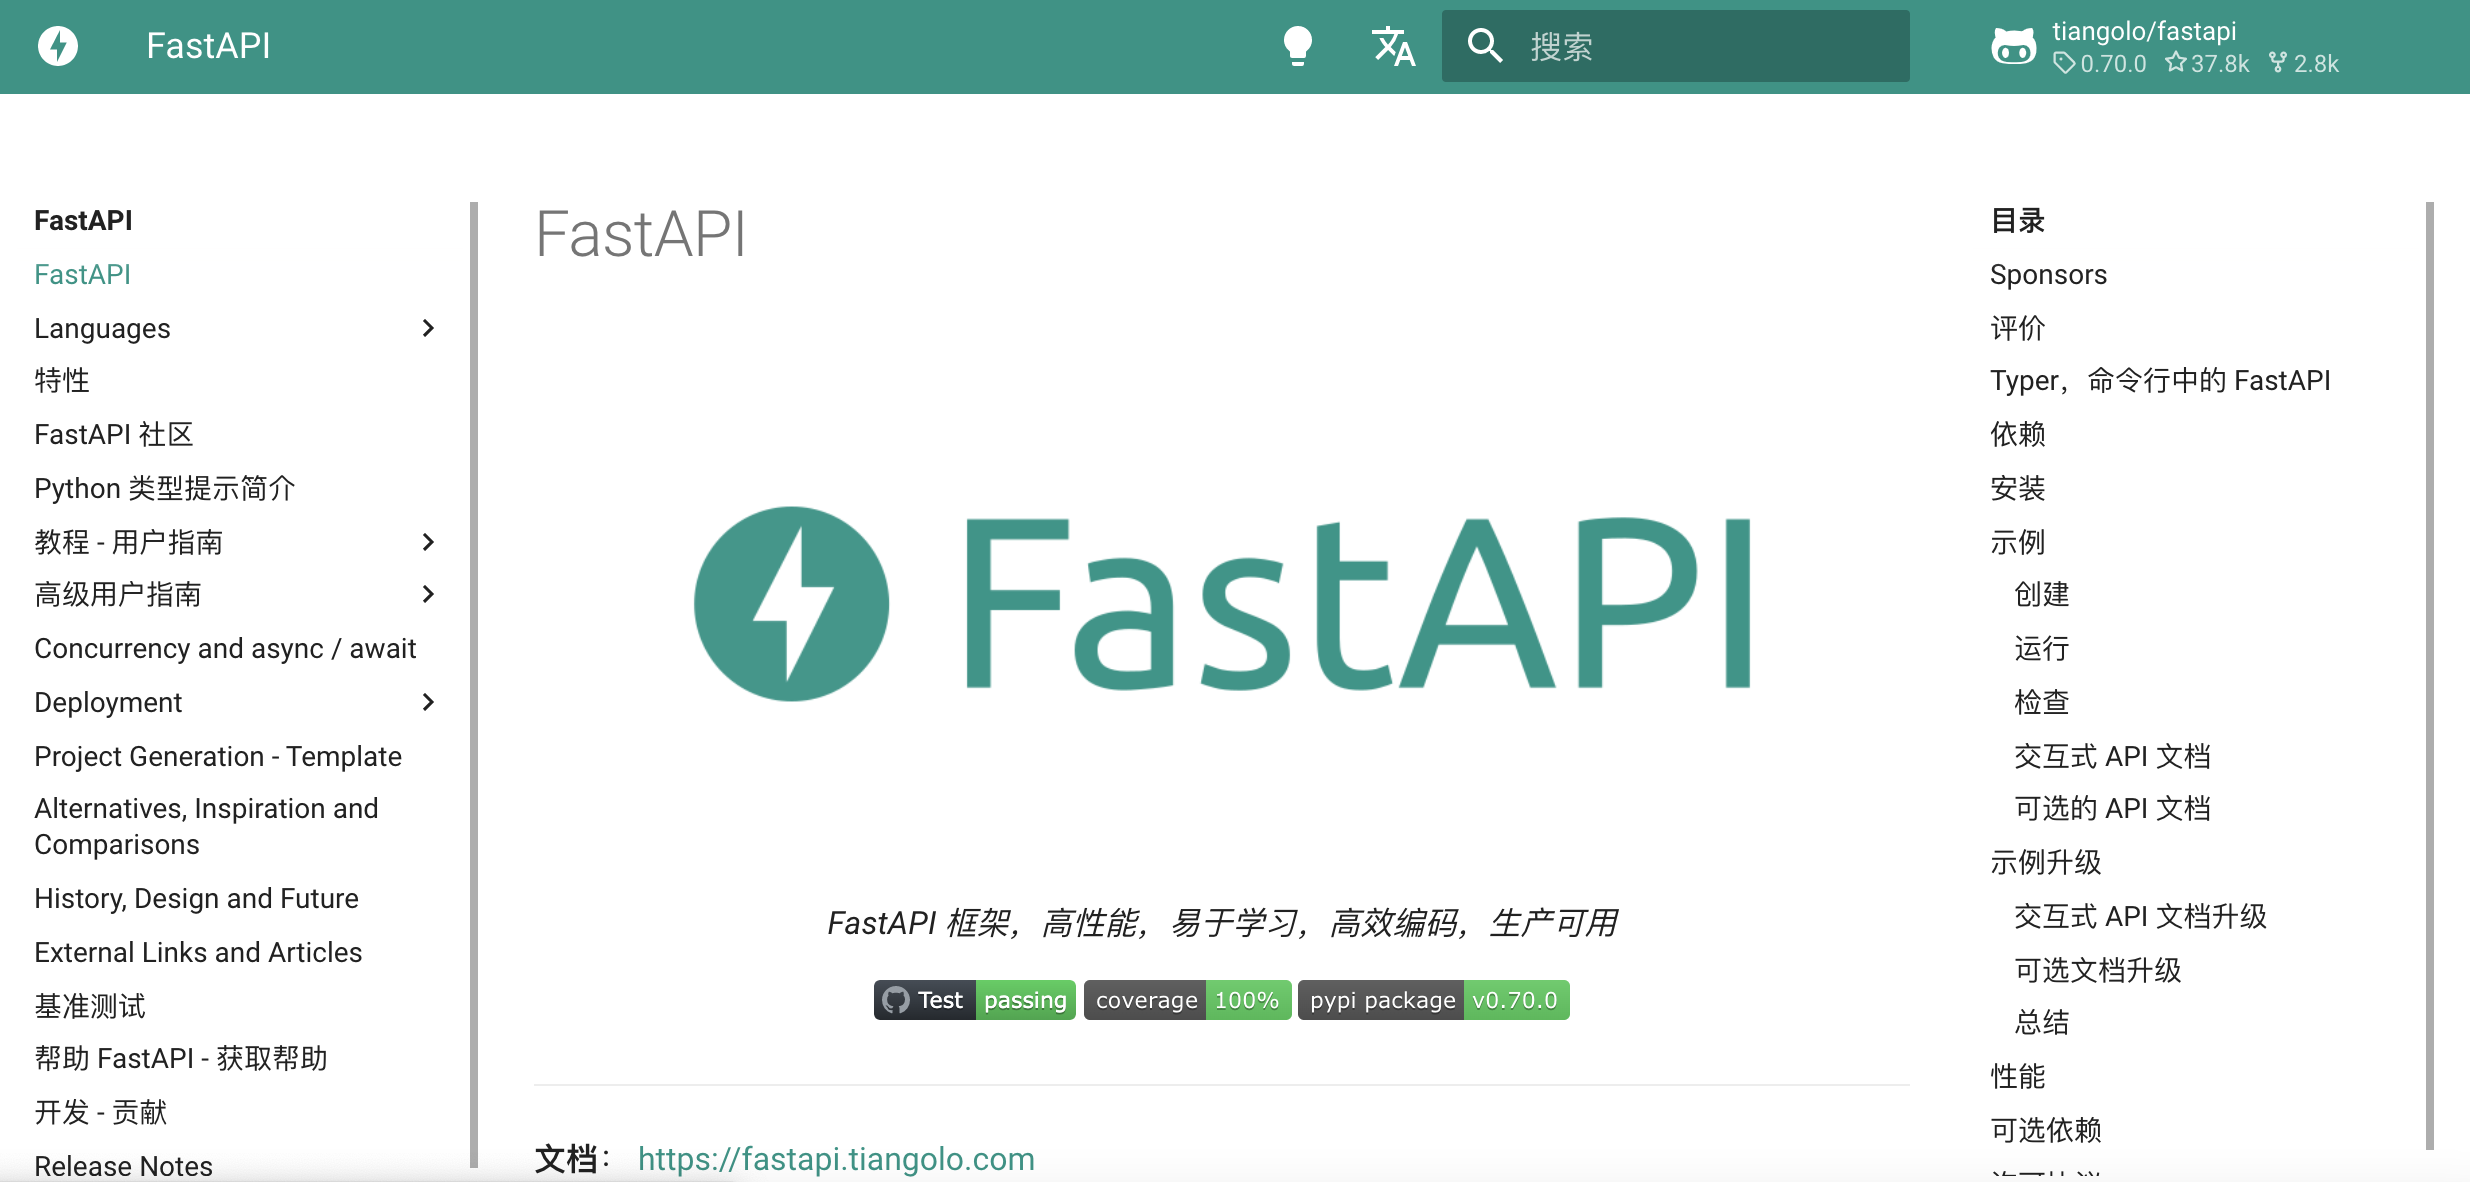 FastAPI
搜索
tiangolo/fastapi
0.70.0 37.8k 2.8k
FastAPI
FastAPI
Languages
特性
FastAPI 社区
Python 类型提示简介
教程 - 用户指南
高级用户指南
Concurrency and async / await
Deployment
Project Generation - Template
Alternatives, Inspiration and
Comparisons
History, Design and Future
External Links and Articles
基准测试
帮助 FastAPI - 获取帮助
开发 - 贡献
Release Notes
FastAPI
FastAPI
FastAPI 框架，高性能，易于学习，高效编码，生产可用
Test passing coverage 100% pypi package v0.70.0
文档： https://fastapi.tiangolo.com
目录
Sponsors
评价
Typer，命令行中的 FastAPI
依赖
安装
示例
创建
运行
检查
交互式 API 文档
可选的 API 文档
示例升级
交互式 API 文档升级
可选文档升级
总结
性能
可选依赖